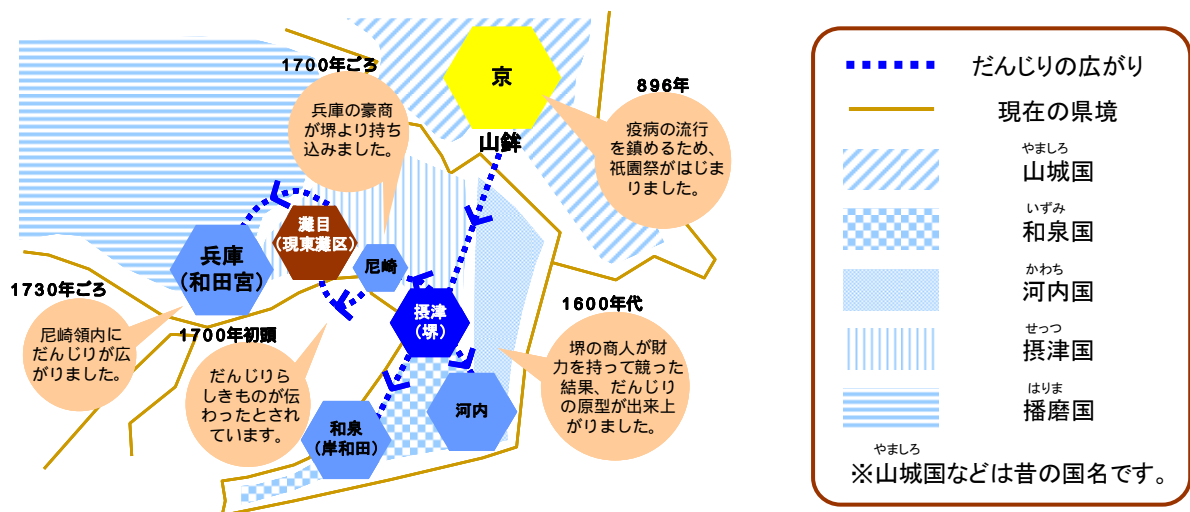 1700年ごろ
兵庫の豪商
が堺より持ち
込みました。
京
山鉾
896年
疫病の流行
を鎮めるため、
祇園祭がはじま
りました。
灘目
（現東灘区）
尼崎
兵庫
（和田宮）
摂津
（堺）
1730年ごろ
尼崎領内に
だんじりが広
がりました。
1700年初頭
だんじりら
しきものが伝
わったとされ
ています。
和泉
（岸和田）
河内
1600年代
堺の商人が財
力を持って競った
結果、だんじり
の原型が出来上
がりました。
だんじりの広がり
現在の県境
やましろ
山城国
いずみ
和泉国
かわち
河内国
せっつ
摂津国
はりま
播磨国
やましろ
※山城国などは昔の国名です。